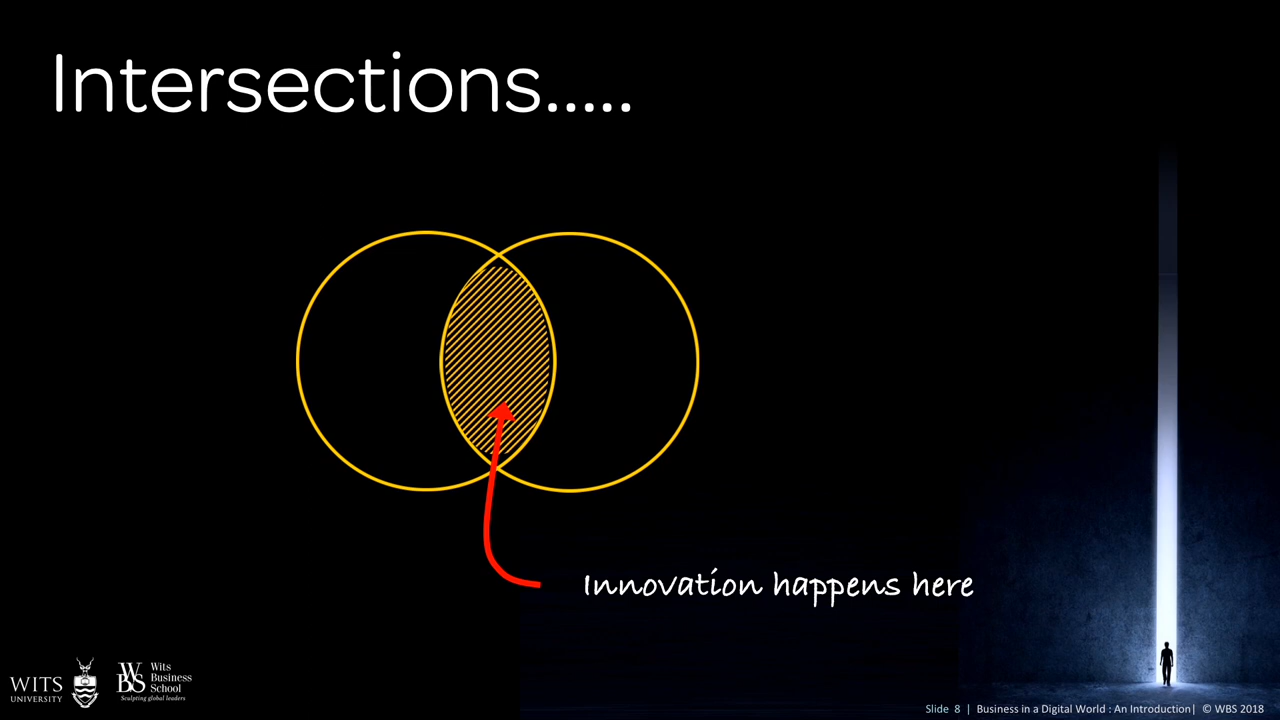 Intersections.....
Innovation happens here
WITS
UNIVERSITY
WBS
Wits
Business
School
Sculpting global leaders
Slide 8 | Business in a Digital World : An Introduction| © WBS 2018